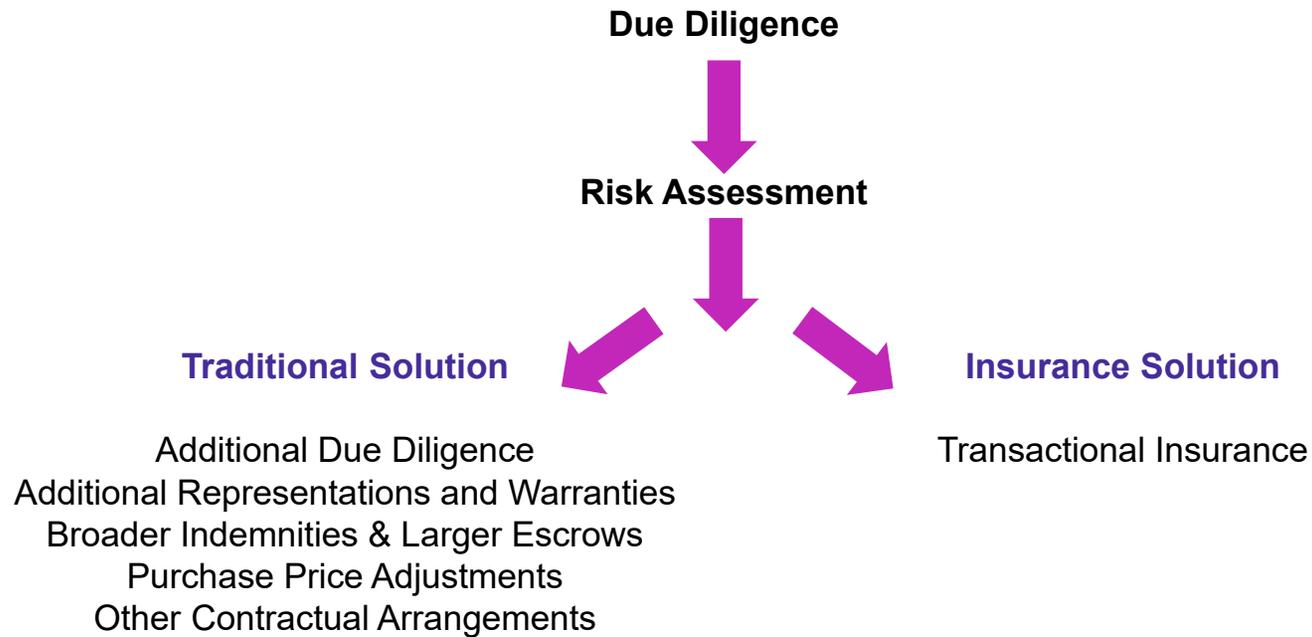 Due Diligence
Risk Assessment
Traditional Solution
Insurance Solution
Additional Due Diligence
Additional Representations and Warranties
Broader Indemnities & Larger Escrows
Purchase Price Adjustments
Other Contractual Arrangements
Transactional Insurance